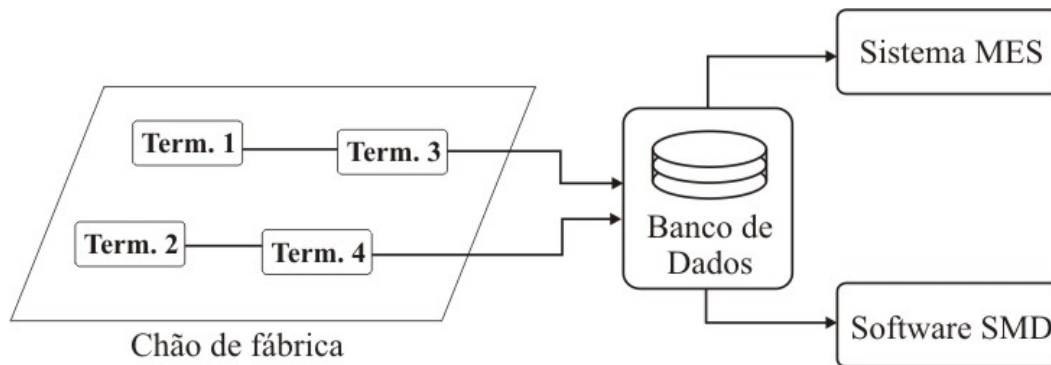 Sistema MES
Term. 1
Term. 3
Term. 2
Term. 4
Banco de
Dados
Software SMD
Chão de fábrica